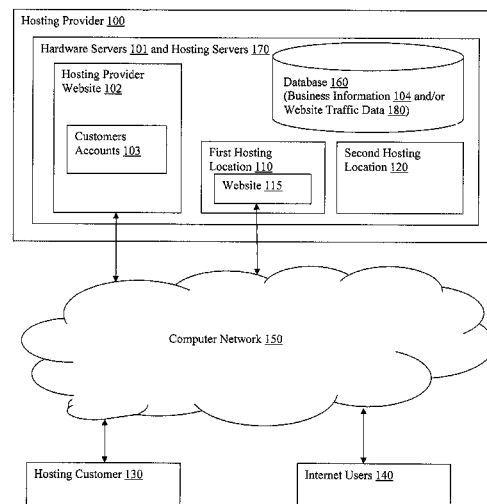 Hosting Provider 100
Hardware Servers 101 and Hosting Servers 170
Hosting Provider
Website 102
Customers
Accounts 103
Database 160
(Business Information 104 and/or
Website Traffic Data 180)
First Hosting
Location 110
Website 115
Second Hosting
Location 120
Computer Network 150
Hosting Customer 130
Internet Users 140